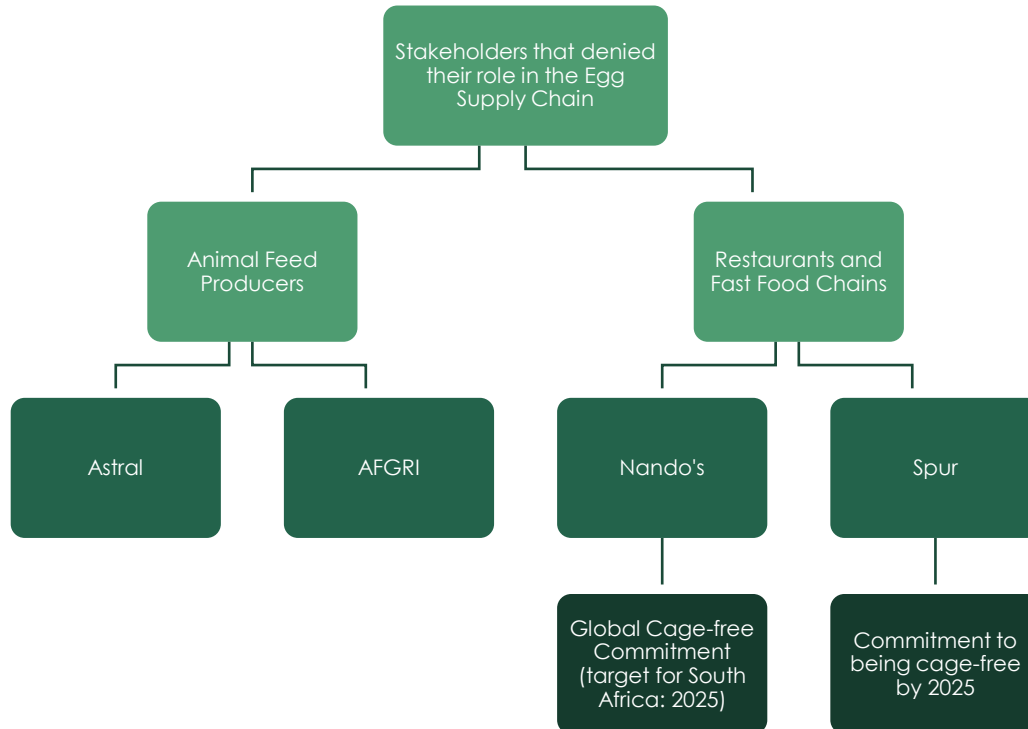 Stakeholders that denied
their role in the Egg
Supply Chain
Animal Feed
Producers
Restaurants and
Fast Food Chains
Astral
AFGRI
Nando's
Spur
Global Cage-free
Commitment
(target for South
Africa: 2025)
Commitment to
being cage-free
by 2025